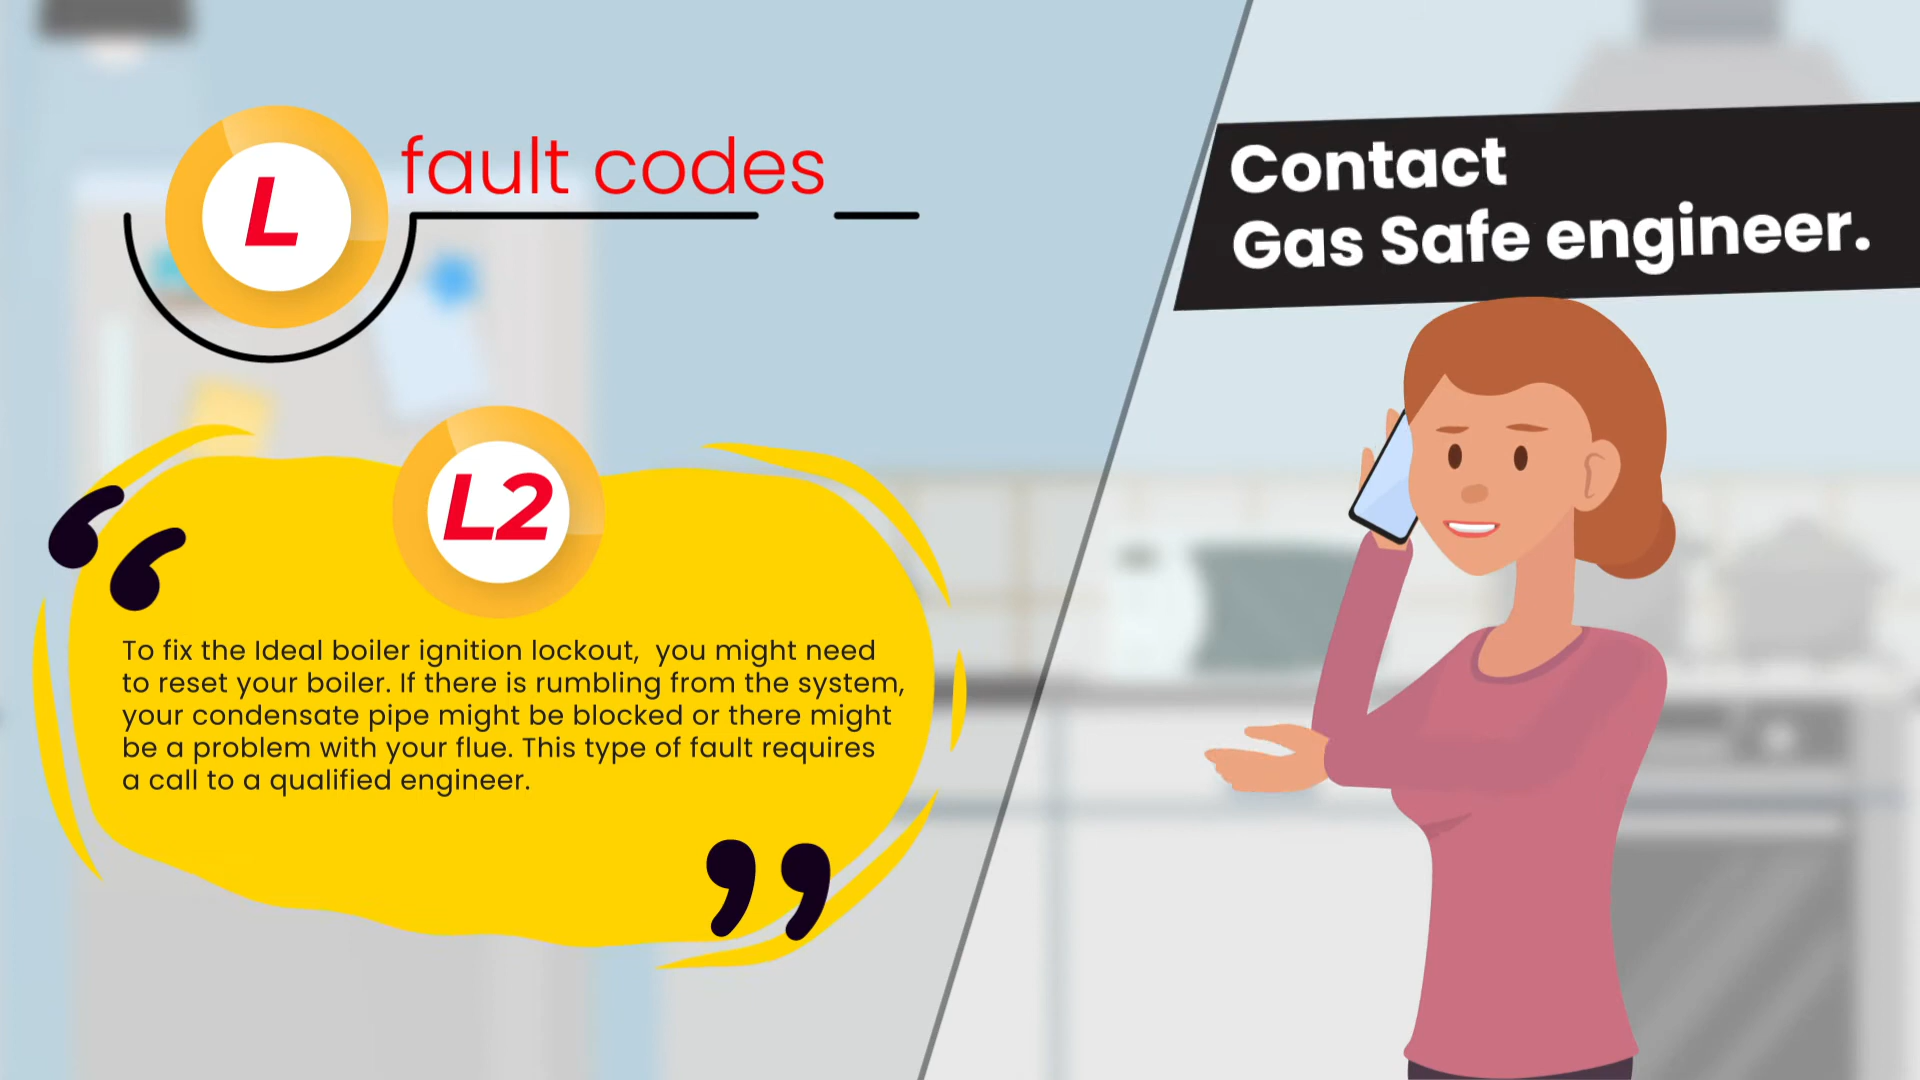 L
fault codes
L2
To fix the Ideal boiler ignition lockout,  you might need
to reset your boiler. If there is rumbling from the system,
your condensate pipe might be blocked or there might
be a problem with your flue. This type of fault requires
a call to a qualified engineer.
Contact
Gas Safe engineer.